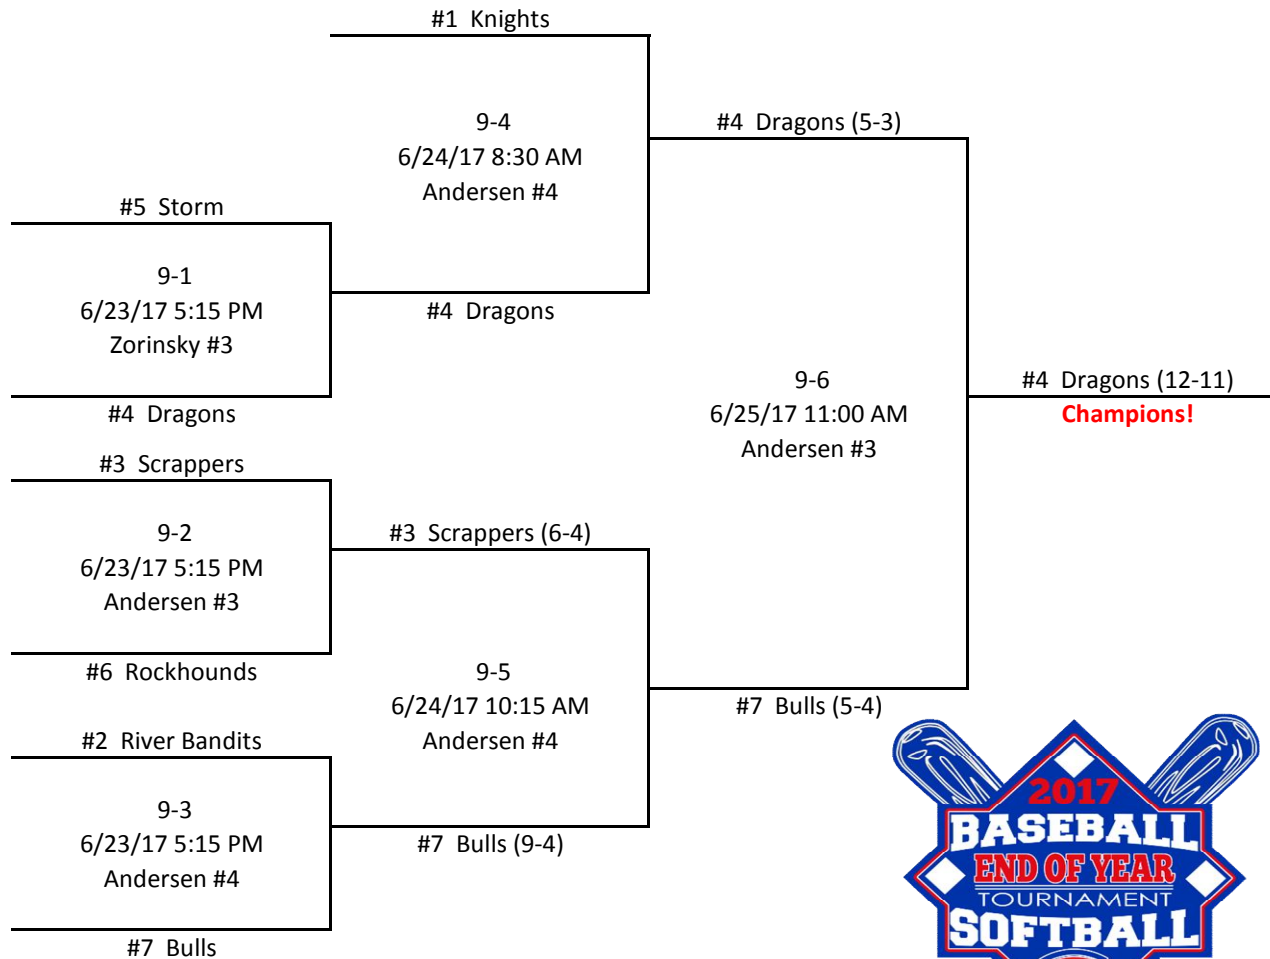 #1 Knights
9-4
6/24/17 8:30 AM
Andersen #4
#4 Dragons (5-3)
#5 Storm
9-1
6/23/17 5:15 PM
Zorinsky #3
#4 Dragons
#4 Dragons
9-6
6/25/17 11:00 AM
Andersen #3
#4 Dragons (12-11)
Champions!
#3 Scrappers
9-2
6/23/17 5:15 PM
Andersen #3
#3 Scrappers (6-4)
#6 Rockhounds
9-5
6/24/17 10:15 AM
Andersen #4
#7 Bulls (5-4)
#2 River Bandits
9-3
6/23/17 5:15 PM
Andersen #4
#7 Bulls (9-4)
#7 Bulls
2017
BASEBALL
END OF YEAR
TOURNAMENT
SOFTBALL